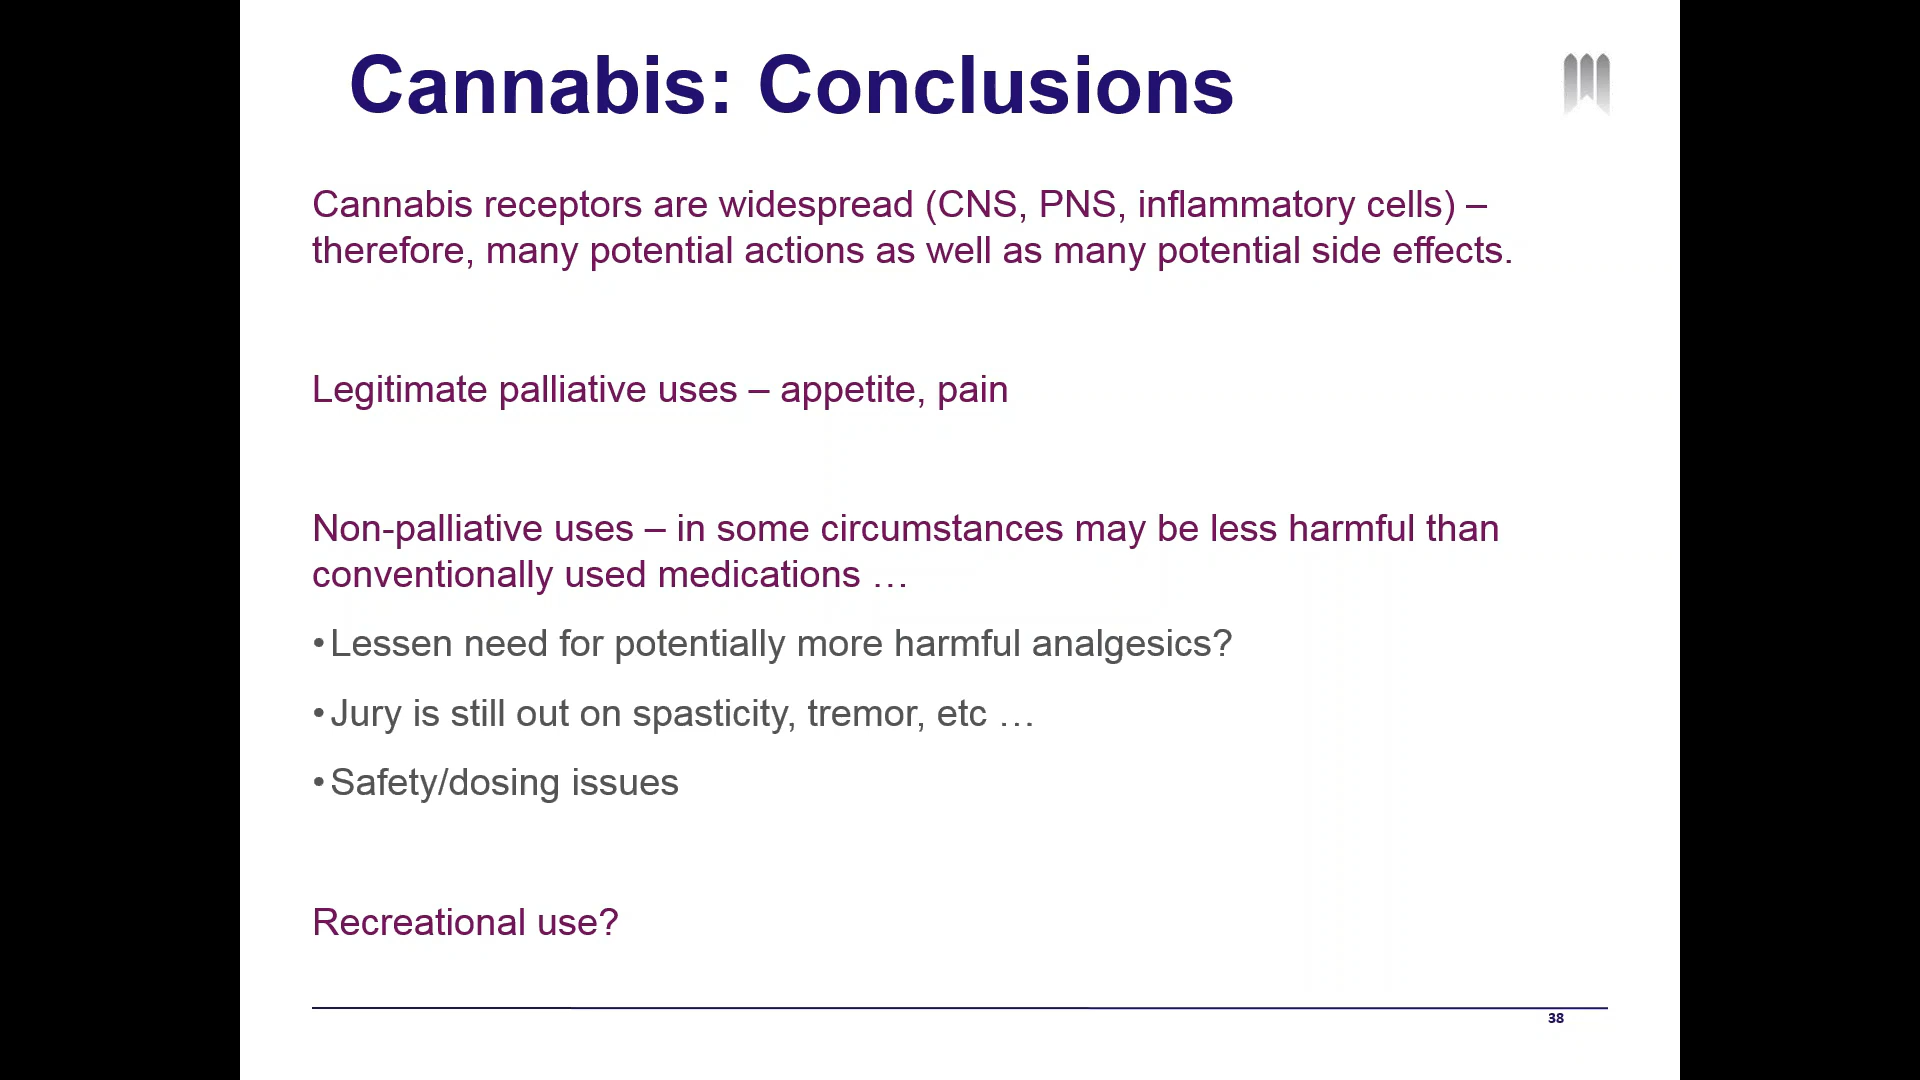 Cannabis: Conclusions
Cannabis receptors are widespread (CNS, PNS, inflammatory cells) –
therefore, many potential actions as well as many potential side effects.
Legitimate palliative uses – appetite, pain
Non-palliative uses – in some circumstances may be less harmful than
conventionally used medications …
•Lessen need for potentially more harmful analgesics?
•Jury is still out on spasticity, tremor, etc …
•Safety/dosing issues
Recreational use?
38